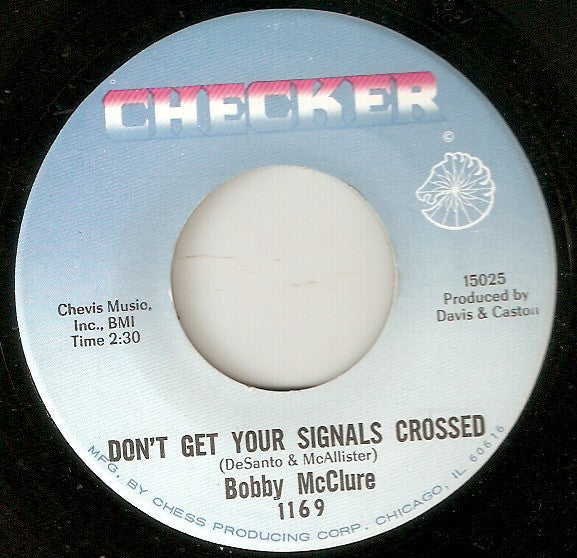 CHECKER
©
Chevis Music,
Inc., BMI
Time 2:30
15025
Produced by
Davis & Caston
DON'T GET YOUR SIGNALS CROSSED
(DeSanto & McAllister)
Bobby McClure
1169
MFG. BY CHESS PRODUCING CORP. CHICAGO, IL 60616